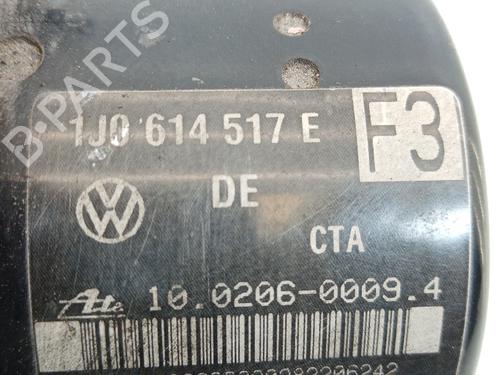 B-PARTS
1J0 614 517 E
F3
DE
CTA
Ate
10.0206-0009.4